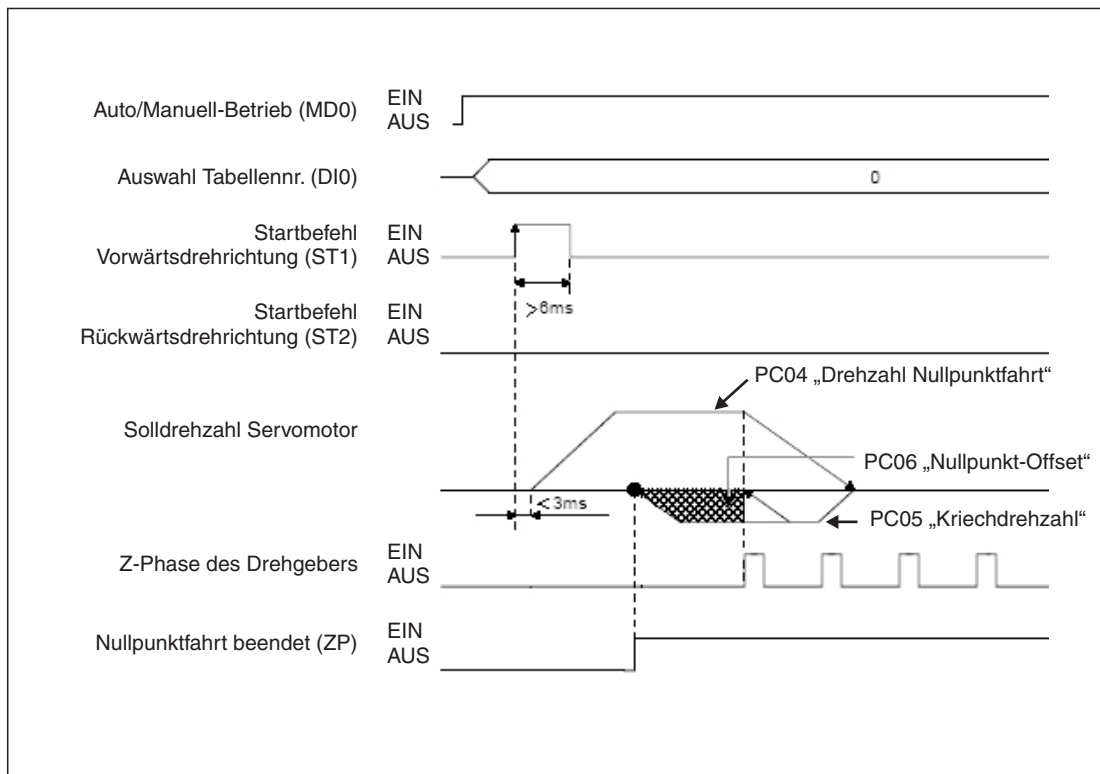 Auto/Manuell-Betrieb (MD0)
EIN
AUS
Auswahl Tabellennr. (DI0)
0
Startbefehl
Vorwärtsdrehrichtung (ST1)
EIN
AUS
>6ms
Startbefehl
Rückwärtsdrehrichtung (ST2)
EIN
AUS
PC04 „Drehzahl Nullpunktfahrt“
Solldrehzahl Servomotor
PC06 „Nullpunkt-Offset“
<3ms
PC05 „Kriechdrehzahl“
Z-Phase des Drehgebers
EIN
AUS
Nullpunktfahrt beendet (ZP)
EIN
AUS